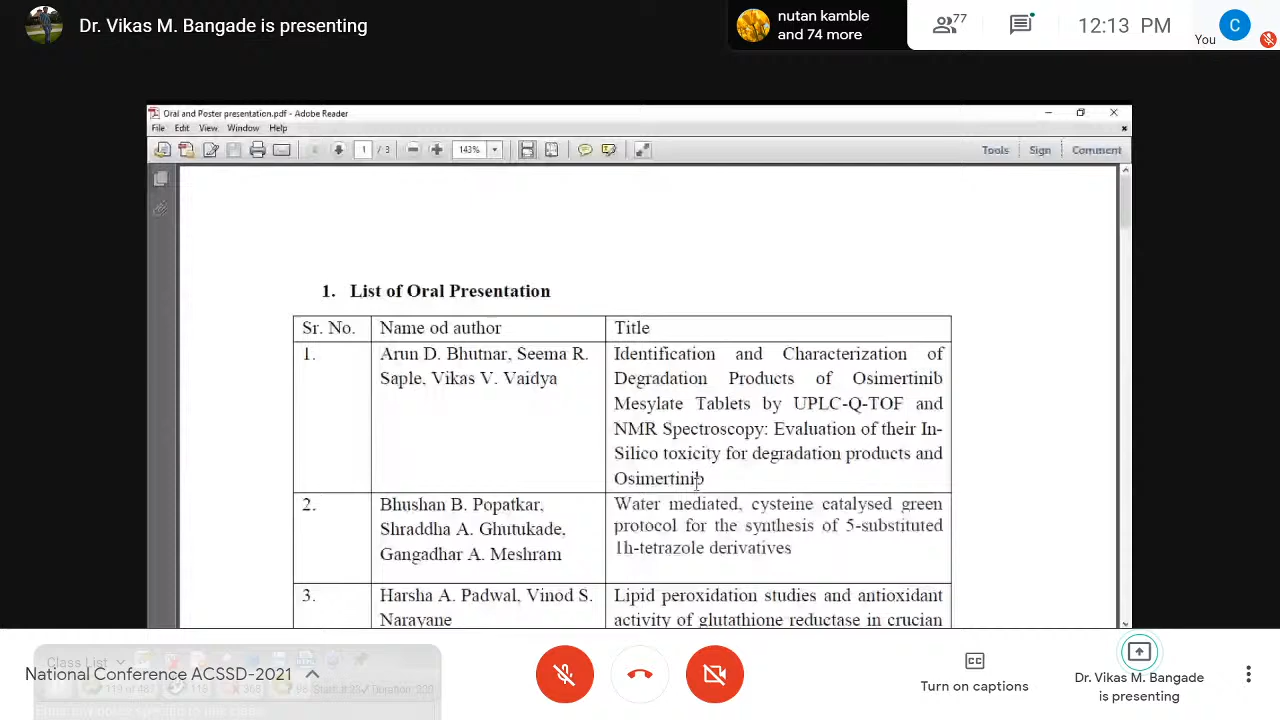 Dr. Vikas M. Bangade is presenting
nutan kamble
and 74 more
77
12:13 PM
You
C
Oral and Poster presentation.pdf - Adobe Reader
File Edit View Window Help
1 / 3
143%
Tools Sign Comment
1. List of Oral Presentation
Sr. No. Name od author Title
1. Arun D. Bhutnar, Seema R. Identification and Characterization of
Saple, Vikas V. Vaidya Degradation Products of Osimertinib
Mesylate Tablets by UPLC-Q-TOF and
NMR Spectroscopy: Evaluation of their In-
Silico toxicity for degradation products and
Osimertinib
2. Bhushan B. Popatkar, Water mediated, cysteine catalysed green
Shraddha A. Ghutukade, protocol for the synthesis of 5-substituted
Gangadhar A. Meshram 1h-tetrazole derivatives
3. Harsha A. Padwal, Vinod S. Lipid peroxidation studies and antioxidant
Narayane activity of glutathione reductase in crucian
Class List
National Conference ACSSD-2021
Turn on captions
Dr. Vikas M. Bangade
is presenting